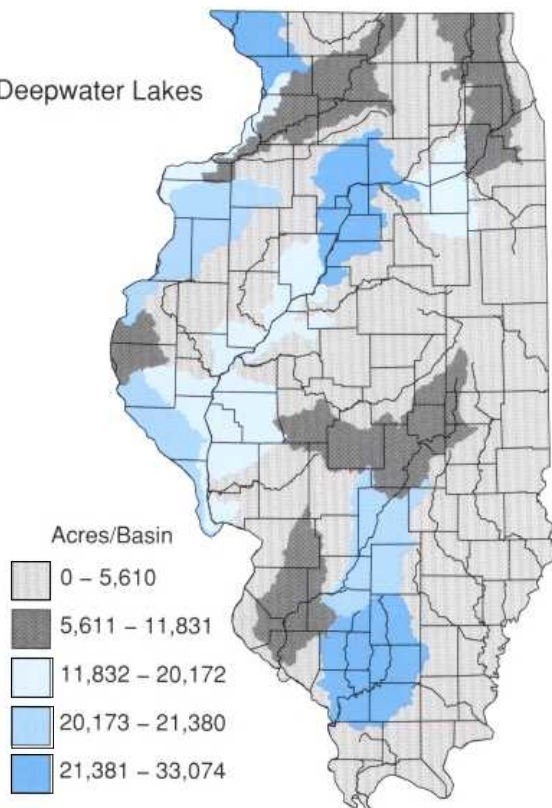 Deepwater Lakes
Acres/Basin
0 – 5,610
5,611 – 11,831
11,832 – 20,172
20,173 – 21,380
21,381 – 33,074